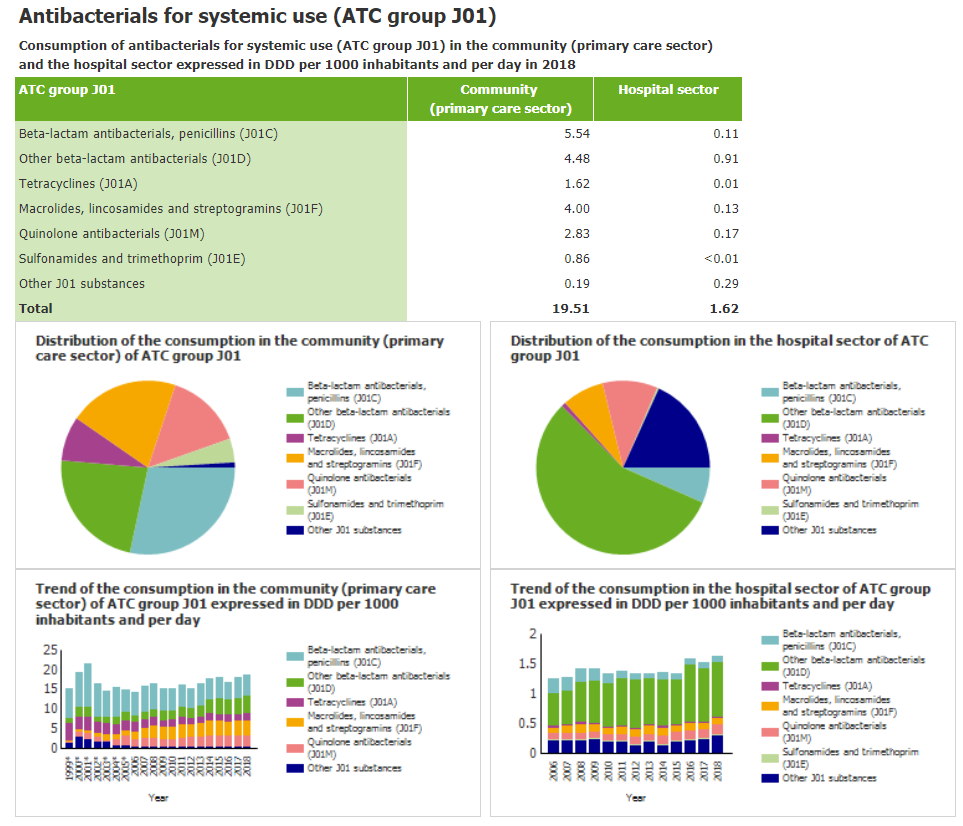 Antibacterials for systemic use (ATC group J01)
Consumption of antibacterials for systemic use (ATC group J01) in the community (primary care sector)
and the hospital sector expressed in DDD per 1000 inhabitants and per day in 2018
ATC group J01 Community Hospital sector
(primary care sector)
Beta-lactam antibacterials, penicillins (J01C) 5.54 0.11
Other beta-lactam antibacterials (J01D) 4.48 0.91
Tetracyclines (J01A) 1.62 0.01
Macrolides, lincosamides and streptogramins (J01F) 4.00 0.13
Quinolone antibacterials (J01M) 2.83 0.17
Sulfonamides and trimethoprim (J01E) 0.86 <0.01
Other J01 substances 0.19 0.29
Total 19.51 1.62
Distribution of the consumption in the community (primary
care sector) of ATC group J01
Beta-lactam antibacterials,
penicillins (J01C)
Other beta-lactam antibacterials
(J01D)
Tetracyclines (J01A)
Macrolides, lincosamides
and streptogramins (J01F)
Quinolone antibacterials
(J01M)
Sulfonamides and trimethoprim
(J01E)
Other J01 substances
Distribution of the consumption in the hospital sector of ATC
group J01
Beta-lactam antibacterials,
penicillins (J01C)
Other beta-lactam antibacterials
(J01D)
Tetracyclines (J01A)
Macrolides, lincosamides
and streptogramins (J01F)
Quinolone antibacterials
(J01M)
Sulfonamides and trimethoprim
(J01E)
Other J01 substances
Trend of the consumption in the community (primary care
sector) of ATC group J01 expressed in DDD per 1000
inhabitants and per day
25
20
15
10
5
0
1999* 2000* 2001* 2002* 2003* 2004* 2005* 2006 2007 2008 2009 2010 2011 2012 2013 2014 2015 2016 2017 2018
Year
Beta-lactam antibacterials,
penicillins (J01C)
Other beta-lactam antibacterials
(J01D)
Tetracyclines (J01A)
Macrolides, lincosamides
and streptogramins (J01F)
Quinolone antibacterials
(J01M)
Other J01 substances
Trend of the consumption in the hospital sector of ATC group
J01 expressed in DDD per 1000 inhabitants and per day
2
1.5
1
0.5
0
2006 2007 2008 2009 2010 2011 2012 2013 2014 2015 2016 2017 2018
Year
Beta-lactam antibacterials,
penicillins (J01C)
Other beta-lactam antibacterials
(J01D)
Tetracyclines (J01A)
Macrolides, lincosamides
and streptogramins (J01F)
Quinolone antibacterials
(J01M)
Sulfonamides and trimethoprim
(J01E)
Other J01 substances